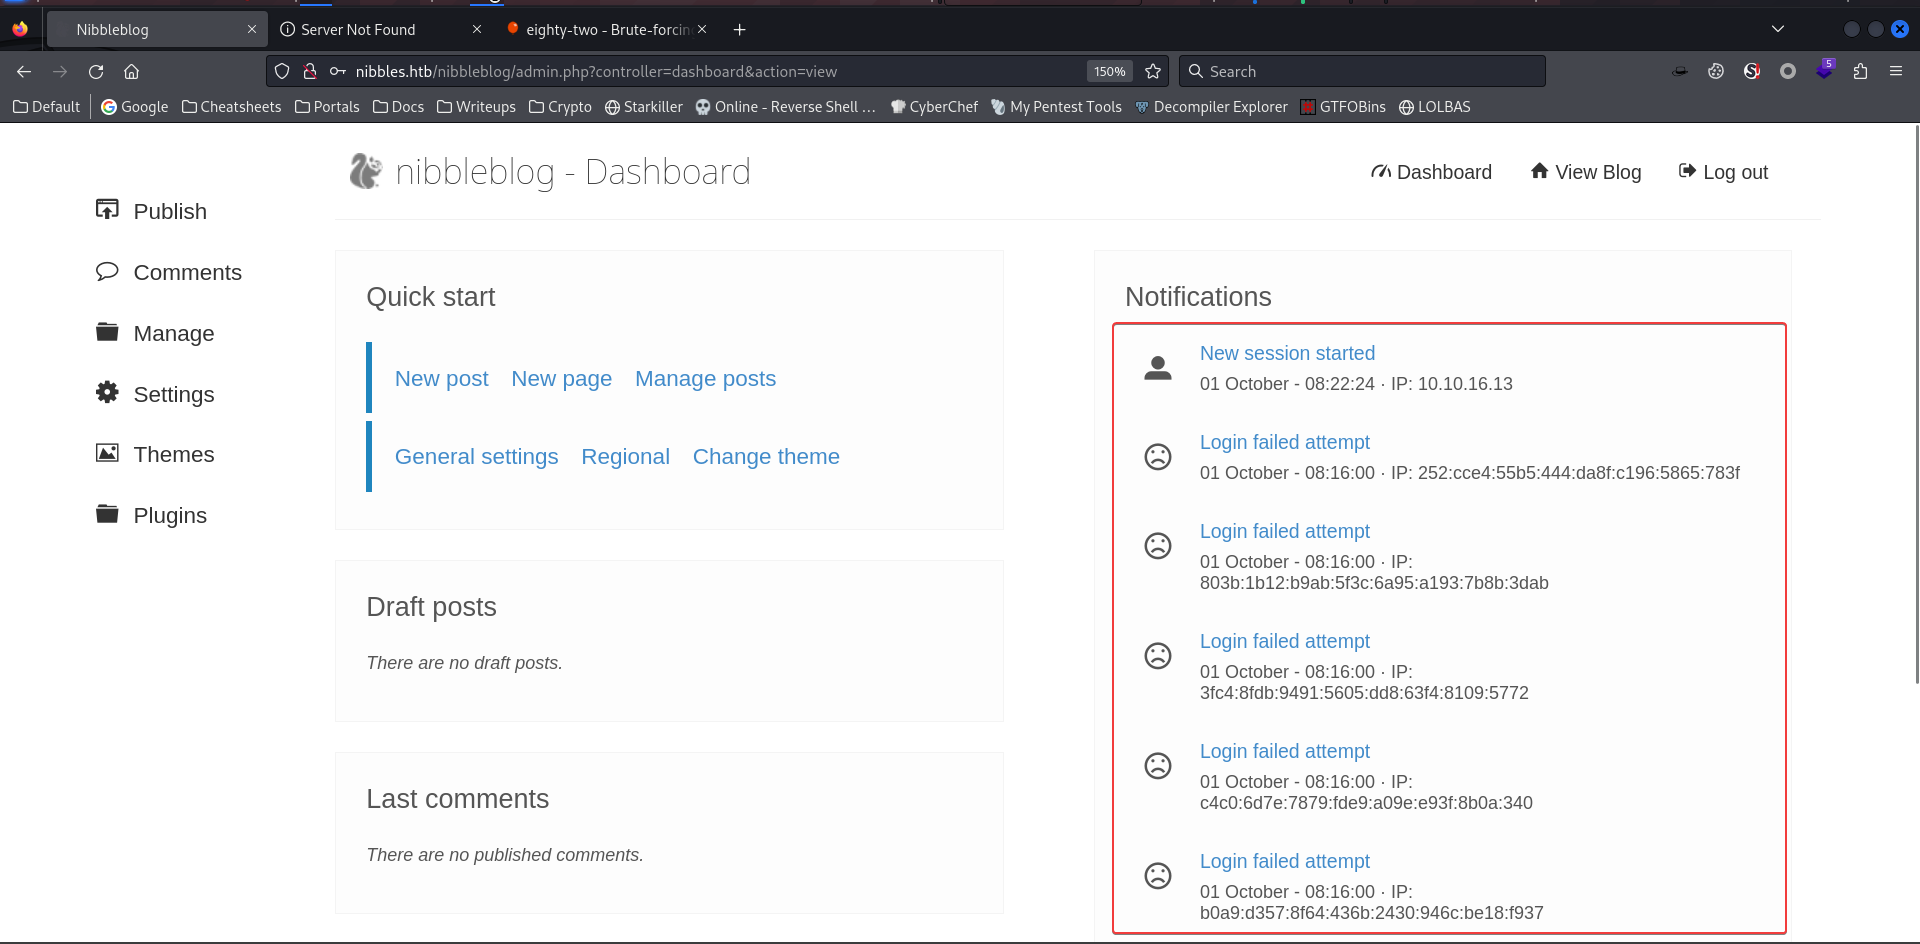 Nibbleblog
Server Not Found
eighty-two - Brute-forcin
nibbles.htb/nibbleblog/admin.php?controller=dashboard&action=view
150%
Search
5
Default
Google
Cheatsheets
Portals
Docs
Writeups
Crypto
Starkiller
Online - Reverse Shell …
CyberChef
My Pentest Tools
Decompiler Explorer
GTFOBins
LOLBAS
nibbleblog - Dashboard
Dashboard
View Blog
Log out
Publish
Comments
Manage
Settings
Themes
Plugins
Quick start
New post New page Manage posts
General settings Regional Change theme
Draft posts
There are no draft posts.
Last comments
There are no published comments.
Notifications
New session started
01 October - 08:22:24 · IP: 10.10.16.13
Login failed attempt
01 October - 08:16:00 · IP: 252:cce4:55b5:444:da8f:c196:5865:783f
Login failed attempt
01 October - 08:16:00 · IP:
803b:1b12:b9ab:5f3c:6a95:a193:7b8b:3dab
Login failed attempt
01 October - 08:16:00 · IP:
3fc4:8fdb:9491:5605:dd8:63f4:8109:5772
Login failed attempt
01 October - 08:16:00 · IP:
c4c0:6d7e:7879:fde9:a09e:e93f:8b0a:340
Login failed attempt
01 October - 08:16:00 · IP:
b0a9:d357:8f64:436b:2430:946c:be18:f937